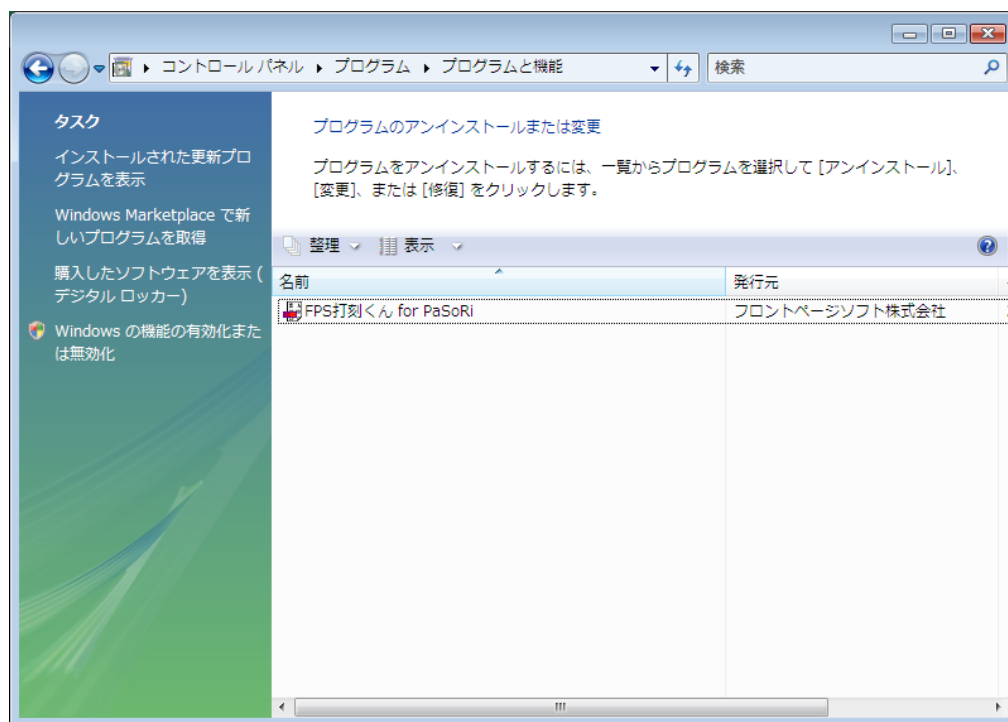 コントロール パネル ▸ プログラム ▸ プログラムと機能
検索
タスク
インストールされた更新プロ
グラムを表示
Windows Marketplace で新
しいプログラムを取得
購入したソフトウェアを表示 (
デジタル ロッカー)
Windows の機能の有効化また
は無効化
プログラムのアンインストールまたは変更
プログラムをアンインストールするには、一覧からプログラムを選択して [アンインストール]、
[変更]、または [修復] をクリックします。
整理 表示
名前 発行元
FPS打刻くん for PaSoRi フロントページソフト株式会社